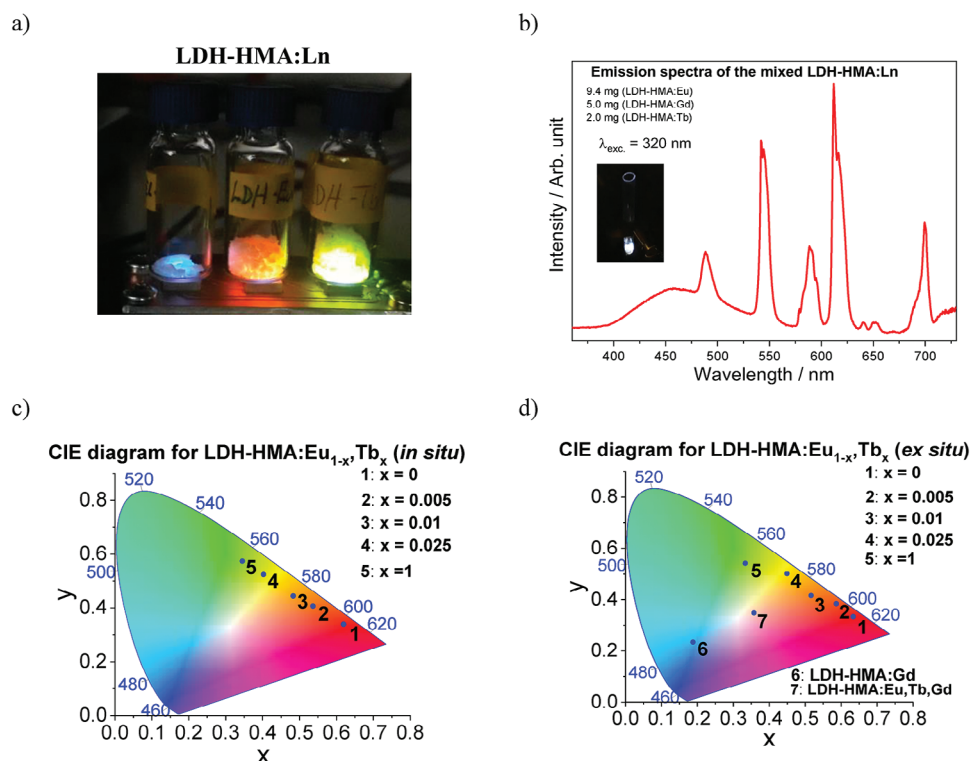 a)
LDH-HMA:Ln
LDH-Eu
LDH-Tb
b)
Emission spectra of the mixed LDH-HMA:Ln
9.4 mg (LDH-HMA:Eu)
5.0 mg (LDH-HMA:Gd)
2.0 mg (LDH-HMA:Tb)
λexc. = 320 nm
Intensity / Arb. unit
400 450 500 550 600 650 700
Wavelength / nm
c)
CIE diagram for LDH-HMA:Eu1-x,Tbx (in situ)
1: x = 0
2: x = 0.005
3: x = 0.01
4: x = 0.025
5: x =1
520
540
560
580
600
620
500
480
460
5
4
3
2
1
y
0.8
0.6
0.4
0.2
0.0
0.0 0.1 0.2 0.3 0.4 0.5 0.6 0.7 0.8
x
d)
CIE diagram for LDH-HMA:Eu1-x,Tbx (ex situ)
1: x = 0
2: x = 0.005
3: x = 0.01
4: x = 0.025
5: x = 1
520
540
560
580
600
620
500
480
460
5
4
3
2
1
7
6
6: LDH-HMA:Gd
7: LDH-HMA:Eu,Tb,Gd
y
0.8
0.6
0.4
0.2
0.0
0.0 0.1 0.2 0.3 0.4 0.5 0.6 0.7 0.8
x